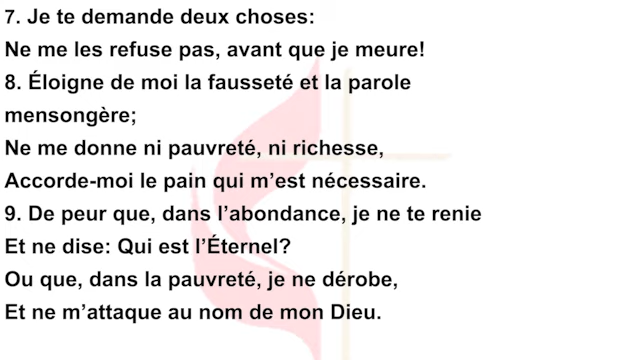 7. Je te demande deux choses:
Ne me les refuse pas, avant que je meure!
8. Éloigne de moi la fausseté et la parole
mensongère;
Ne me donne ni pauvreté, ni richesse,
Accorde-moi le pain qui m’est nécessaire.
9. De peur que, dans l’abondance, je ne te renie
Et ne dise: Qui est l’Éternel?
Ou que, dans la pauvreté, je ne dérobe,
Et ne m’attaque au nom de mon Dieu.